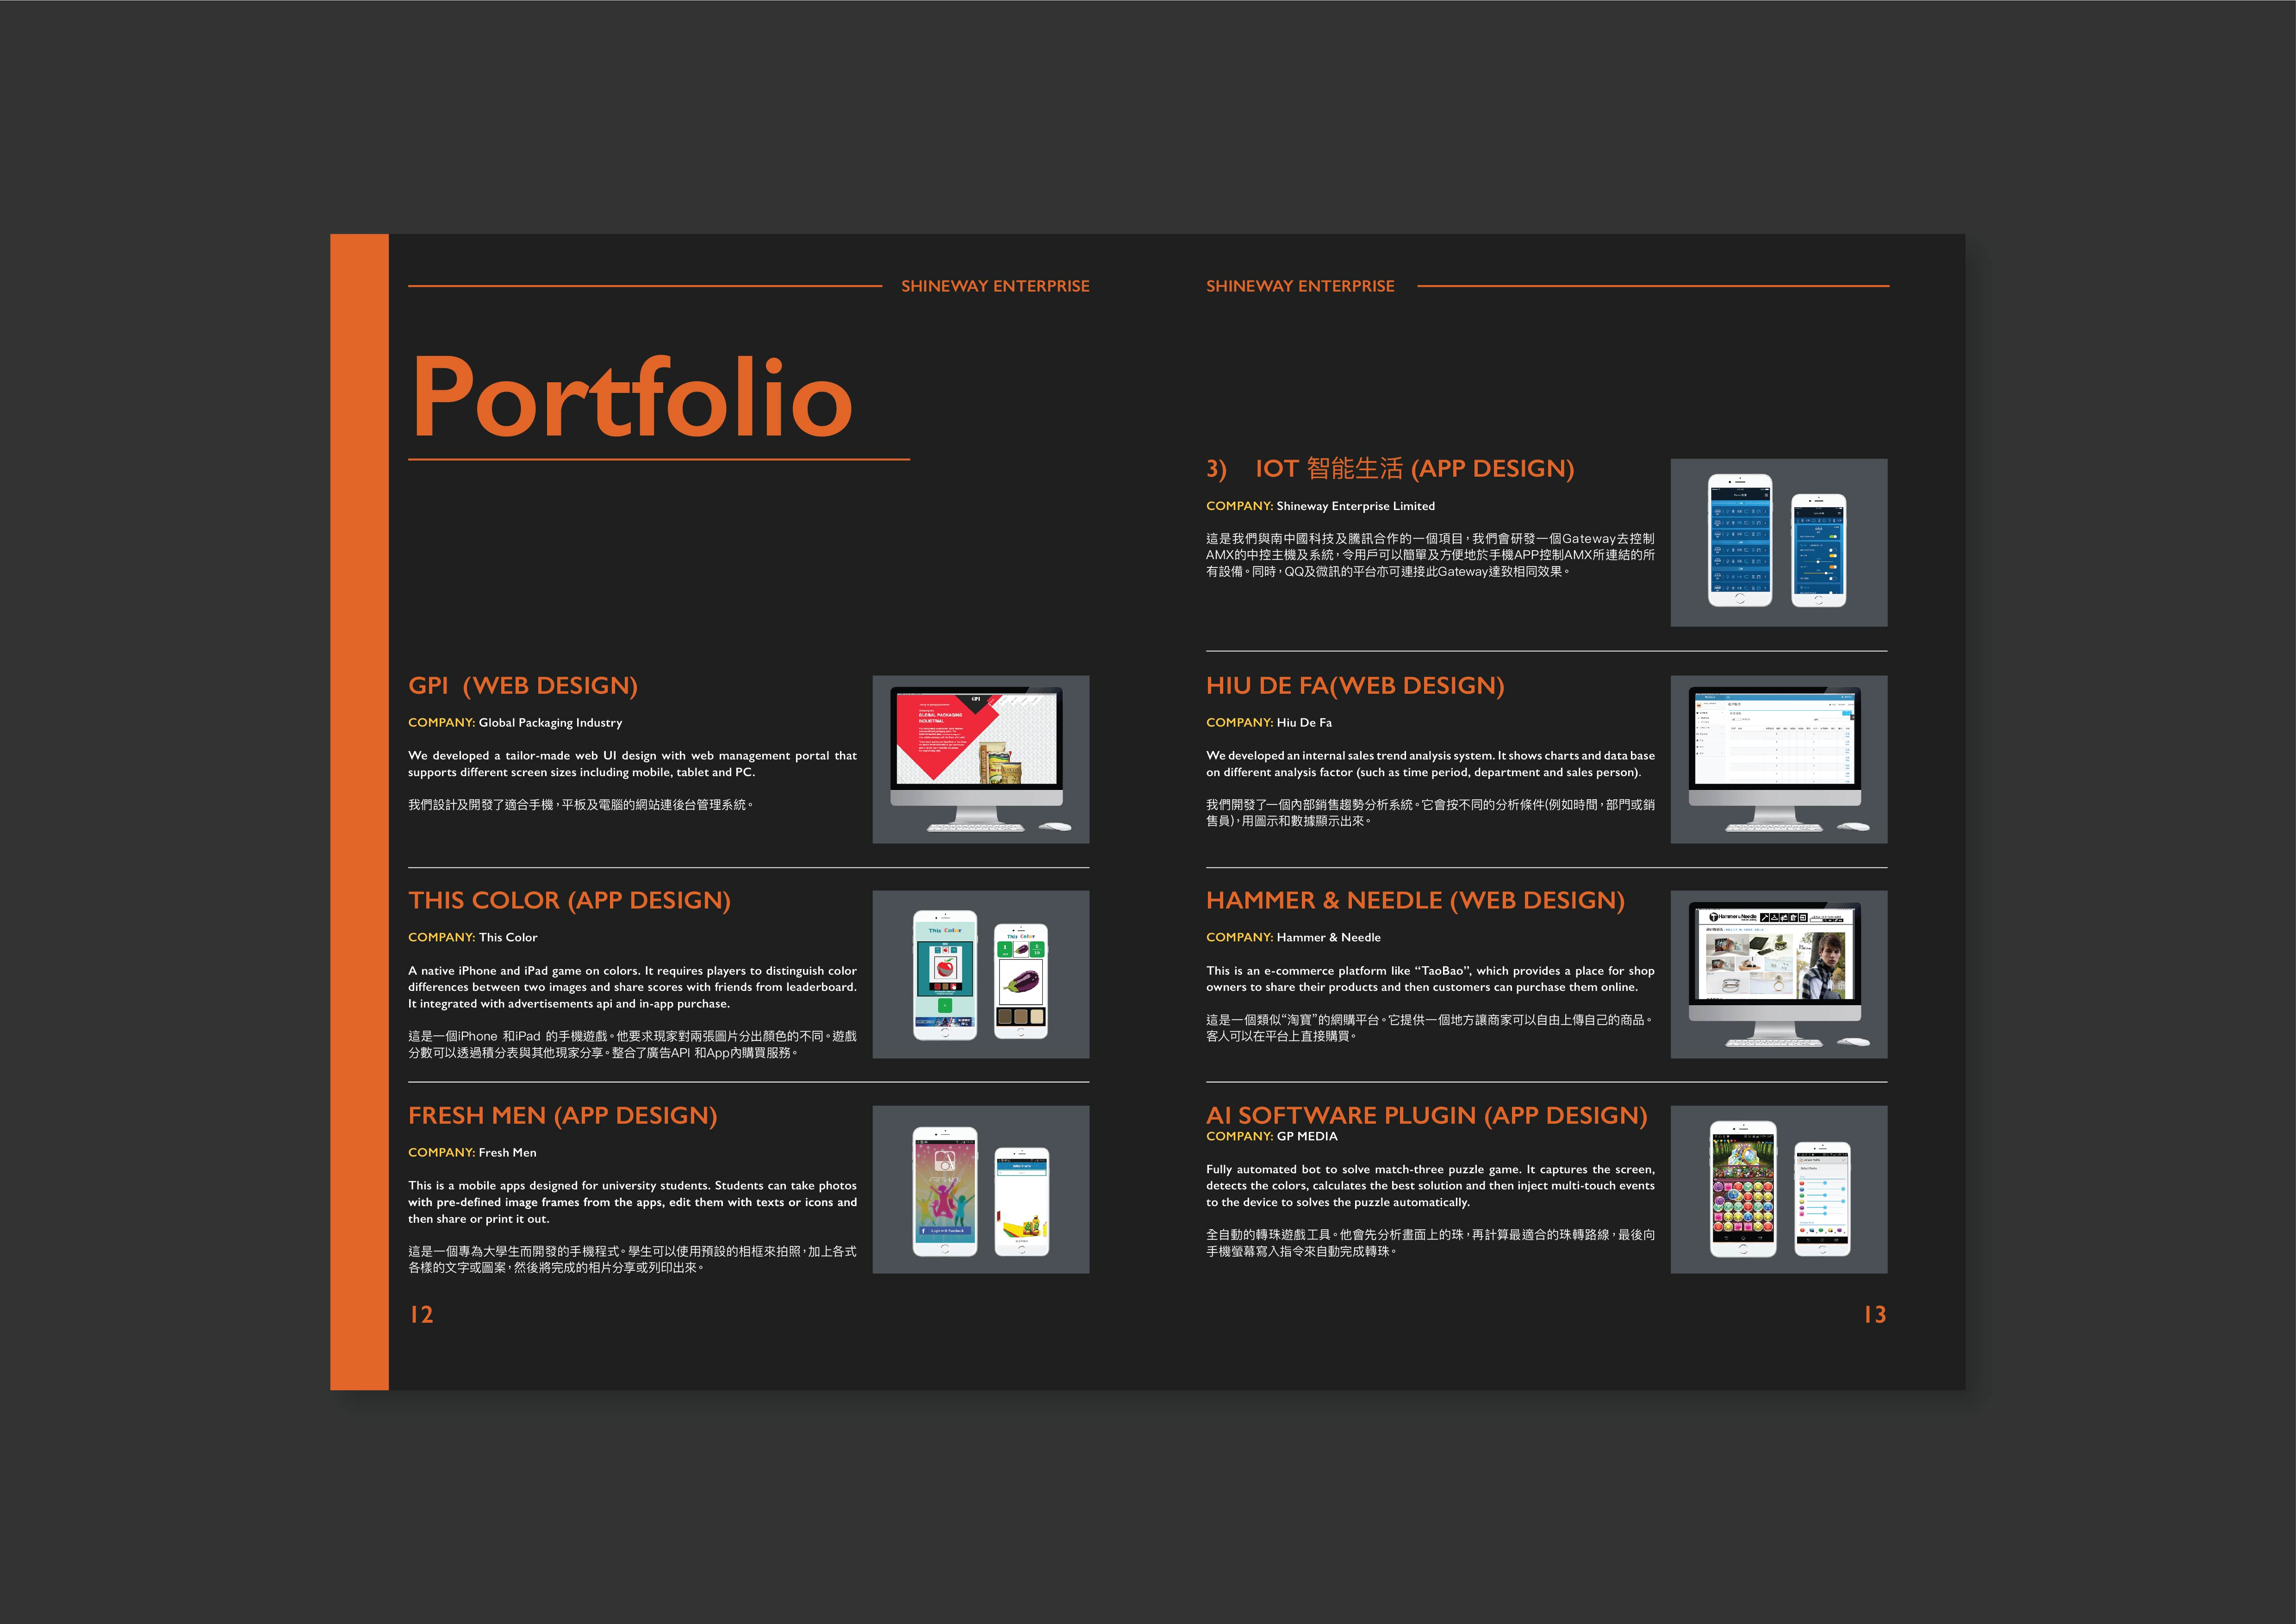 SHINEWAY ENTERPRISE
Portfolio
GPI (WEB DESIGN)
COMPANY: Global Packaging Industry
We developed a tailor-made web UI design with web management portal that
supports different screen sizes including mobile, tablet and PC.
我們設計及開發了適合手機，平板及電腦的網站連後台管理系統。
GPI
GLOBAL PACKAGING
INDUSTRIAL
THIS COLOR (APP DESIGN)
COMPANY: This Color
A native iPhone and iPad game on colors. It requires players to distinguish color
differences between two images and share scores with friends from leaderboard.
It integrated with advertisements api and in-app purchase.
這是一個iPhone 和iPad 的手機遊戲。他要求現家對兩張圖片分出顏色的不同。遊戲
分數可以透過積分表與其他現家分享。整合了廣告API 和App內購買服務。
This Color
This Color
FRESH MEN (APP DESIGN)
COMPANY: Fresh Men
This is a mobile apps designed for university students. Students can take photos
with pre-defined image frames from the apps, edit them with texts or icons and
then share or print it out.
這是一個專為大學生而開發的手機程式。學生可以使用預設的相框來拍照，加上各式
各樣的文字或圖案，然後將完成的相片分享或列印出來。
12
SHINEWAY ENTERPRISE
3) IOT 智能生活 (APP DESIGN)
COMPANY: Shineway Enterprise Limited
這是我們與南中國科技及騰訊合作的一個項目，我們會研發一個Gateway去控制
AMX的中控主機及系統，令用戶可以簡單及方便地於手機APP控制AMX所連結的所
有設備。同時，QQ及微訊的平台亦可連接此Gateway達致相同效果。
HIU DE FA(WEB DESIGN)
COMPANY: Hiu De Fa
We developed an internal sales trend analysis system. It shows charts and data base
on different analysis factor (such as time period, department and sales person).
我們開發了一個內部銷售趨勢分析系統。它會按不同的分析條件(例如時間，部門或銷
售員)，用圖示和數據顯示出來。
HAMMER & NEEDLE (WEB DESIGN)
COMPANY: Hammer & Needle
This is an e-commerce platform like “TaoBao”, which provides a place for shop
owners to share their products and then customers can purchase them online.
這是一個類似“淘寶”的網購平台。它提供一個地方讓商家可以自由上傳自己的商品。
客人可以在平台上直接購買。
Hammer & Needle
AI SOFTWARE PLUGIN (APP DESIGN)
COMPANY: GP MEDIA
Fully automated bot to solve match-three puzzle game. It captures the screen,
detects the colors, calculates the best solution and then inject multi-touch events
to the device to solves the puzzle automatically.
全自動的轉珠遊戲工具。他會先分析畫面上的珠，再計算最適合的珠轉路線，最後向
手機螢幕寫入指令來自動完成轉珠。
13